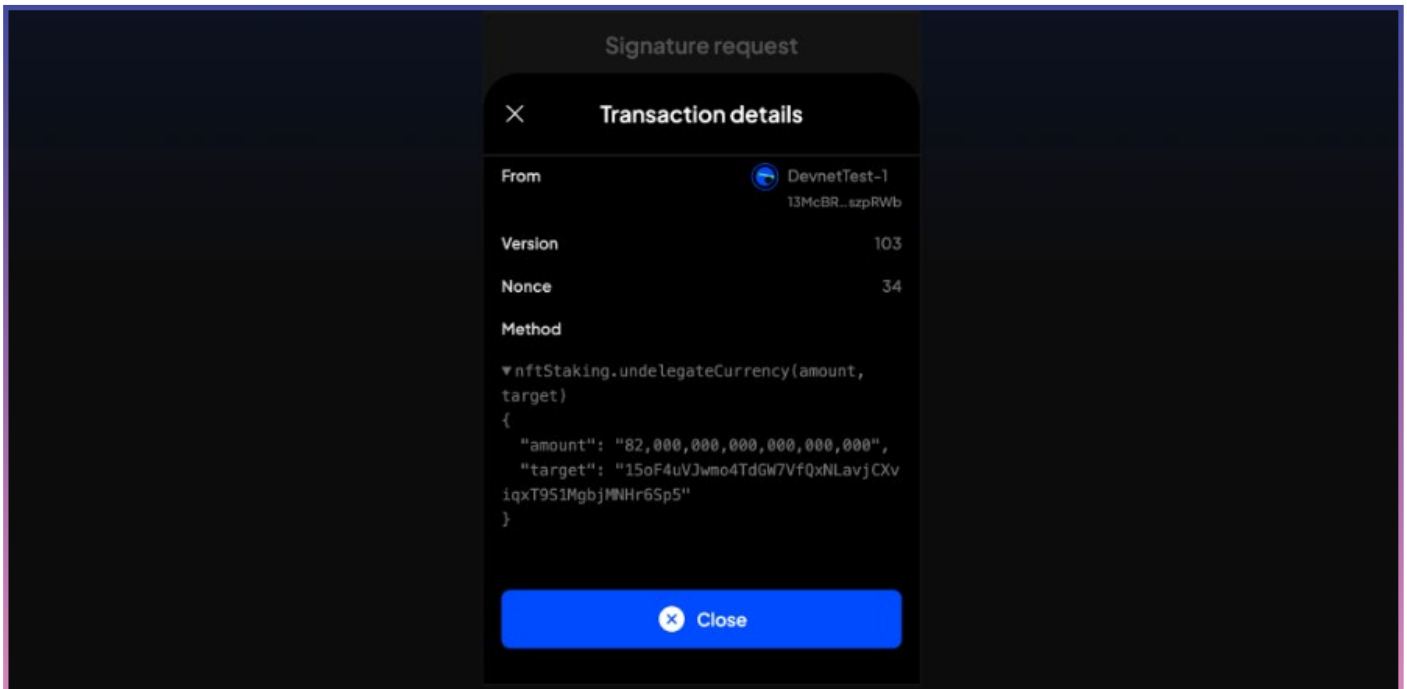 Signature request
Transaction details
From DevnetTest-1
13McBR...szpRWb
Version 103
Nonce 34
Method
▼nftStaking.undelegateCurrency(amount,
target)
{
"amount": "82,000,000,000,000,000,000",
"target": "15oF4uVJwmo4TdGW7VfQxNLavjCXv
iqxT9S1MgbjMNHr6Sp5"
}
Close